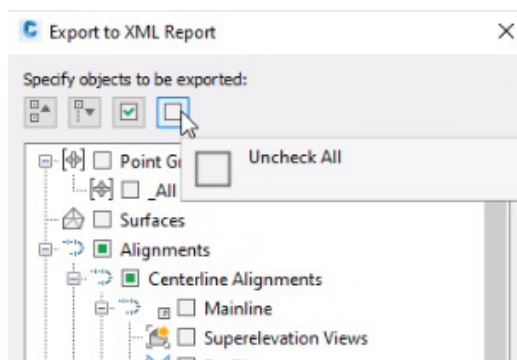 C Export to XML Report
Specify objects to be exported:
Point G
Uncheck All
_All
Surfaces
Alignments
Centerline Alignments
Mainline
Superelevation Views